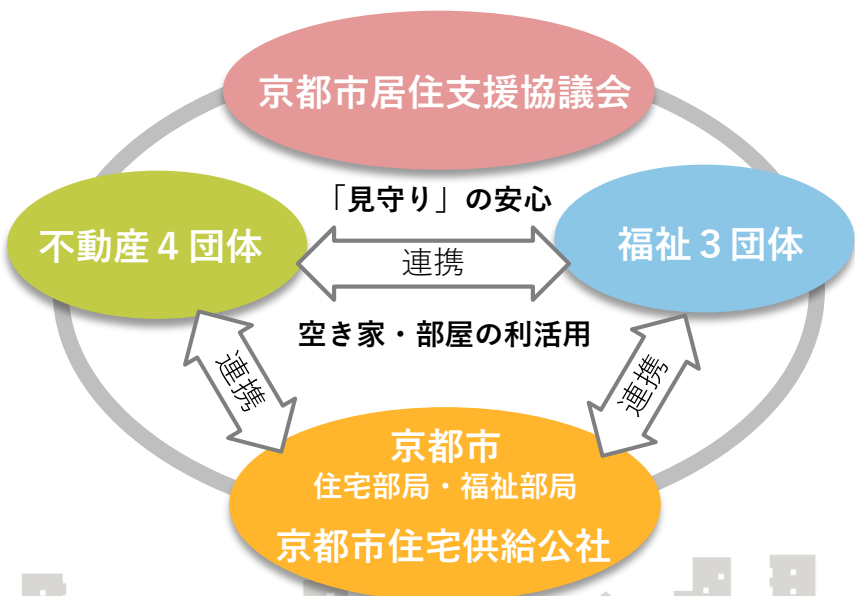 京都市居住支援協議会
「見守り」の安心
不動産４団体
連携
福祉３団体
空き家・部屋の利活用
連携
連携
京都市
住宅部局・福祉部局
京都市住宅供給公社